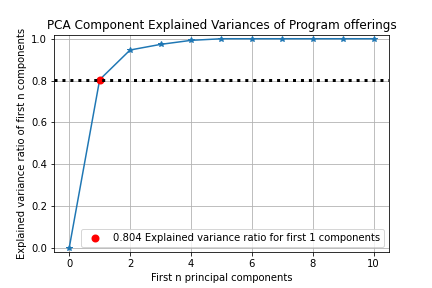 PCA Component Explained Variances of Program offerings
Explained variance ratio of first n components
1.0
0.8
0.6
0.4
0.2
0.0
0.804 Explained variance ratio for first 1 components
0 2 4 6 8 10
First n principal components